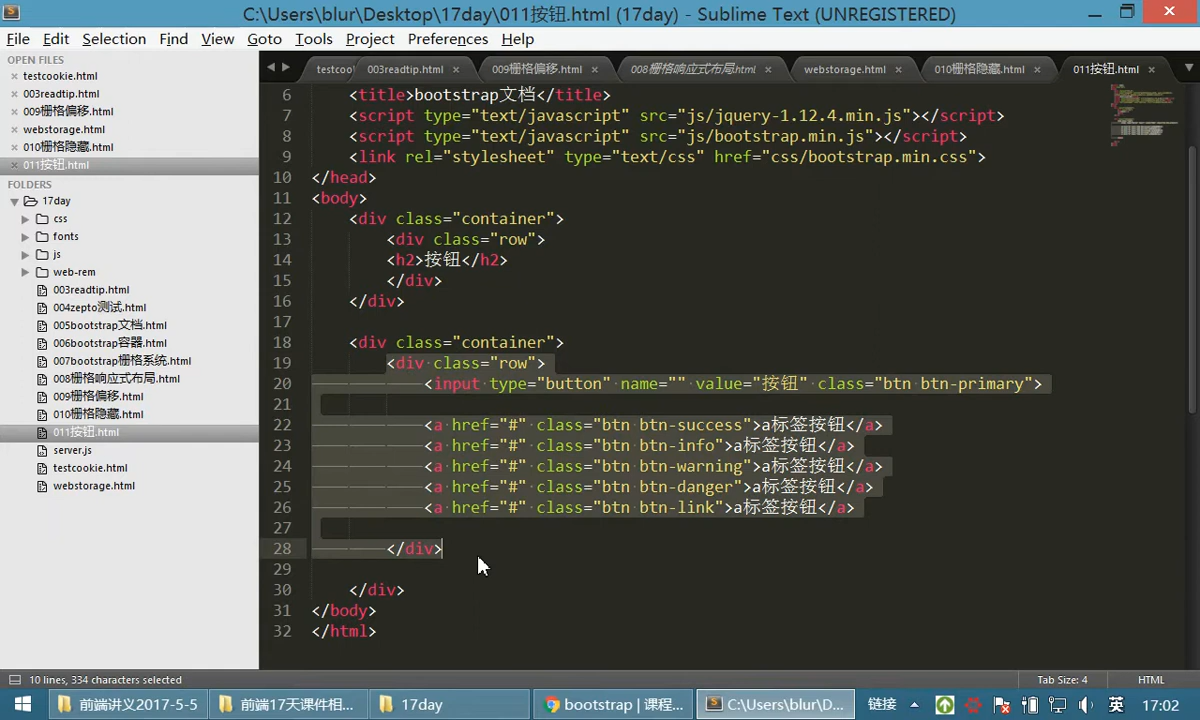 C:\Users\blur\Desktop\17day\011按钮.html (17day) - Sublime Text (UNREGISTERED)
File Edit Selection Find View Goto Tools Project Preferences Help
OPEN FILES
testcookie.html
003readtip.html
009栅格偏移.html
webstorage.html
010栅格隐藏.html
011按钮.html
FOLDERS
17day
css
fonts
js
web-rem
003readtip.html
004zepto测试.html
005bootstrap文档.html
006bootstrap容器.html
007bootstrap栅格系统.html
008栅格响应式布局.html
009栅格偏移.html
010栅格隐藏.html
011按钮.html
server.js
testcookie.html
webstorage.html
testcoo 003readtip.html 009栅格偏移.html 008栅格响应式布局.html webstorage.html 010栅格隐藏.html 011按钮.html
6 <title>bootstrap文档</title>
7 <script type="text/javascript" src="js/jquery-1.12.4.min.js"></script>
8 <script type="text/javascript" src="js/bootstrap.min.js"></script>
9 <link rel="stylesheet" type="text/css" href="css/bootstrap.min.css">
10 </head>
11 <body>
12 <div class="container">
13 <div class="row">
14 <h2>按钮</h2>
15 </div>
16 </div>
17
18 <div class="container">
19 <div class="row">
20 <input type="button" name="" value="按钮" class="btn btn-primary">
21
22 <a href="#" class="btn btn-success">a标签按钮</a>
23 <a href="#" class="btn btn-info">a标签按钮</a>
24 <a href="#" class="btn btn-warning">a标签按钮</a>
25 <a href="#" class="btn btn-danger">a标签按钮</a>
26 <a href="#" class="btn btn-link">a标签按钮</a>
27
28 </div>
29
30 </div>
31 </body>
32 </html>
10 lines, 334 characters selected Tab Size: 4 HTML
前端讲义2017-5-5 前端17天课件相... 17day bootstrap | 课程... C:\Users\blur\D... 链接 英 17:02